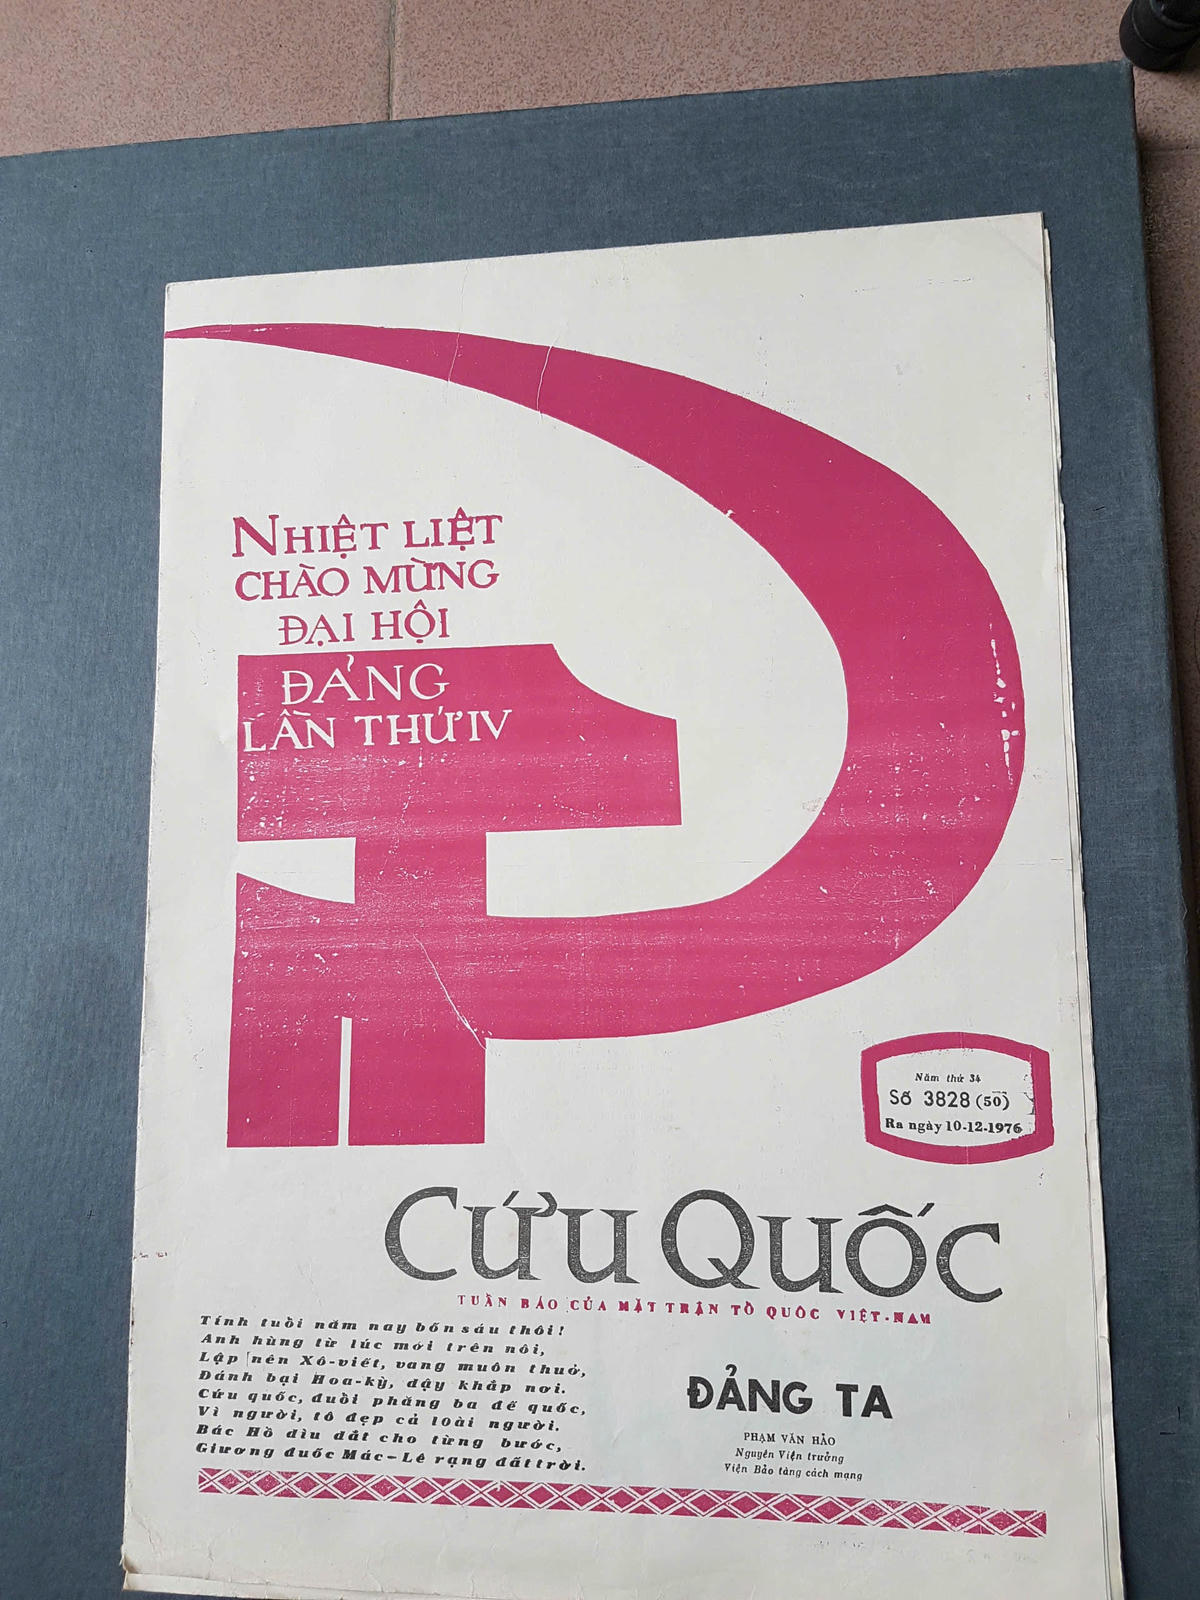 NHIỆT LIỆT
CHÀO MỪNG
ĐẠI HỘI
ĐẢNG
LẦN THỨ IV
Năm thứ 34
Số 3828 (50)
Ra ngày 10-12-1976
CỨU QUỐC
TUẦN BÁO CỦA MẶT TRẬN TỔ QUỐC VIỆT-NAM
Tính tuổi năm nay bốn sáu thôi!
Anh hùng từ lúc mới trên nôi,
Lập nên Xô-viết, vang muôn thuở,
Đánh bại Hoa-kỳ, dậy khắp nơi.
Cứu quốc, đuổi phăng ba đế quốc,
Vì người, tô đẹp cả loài người.
Bác Hồ dìu dắt cho từng bước,
Giương đuốc Mác-Lê rạng đất trời.
ĐẢNG TA
PHẠM VĂN HẢO
Nguyên Viện trưởng
Viện Bảo tàng cách mạng